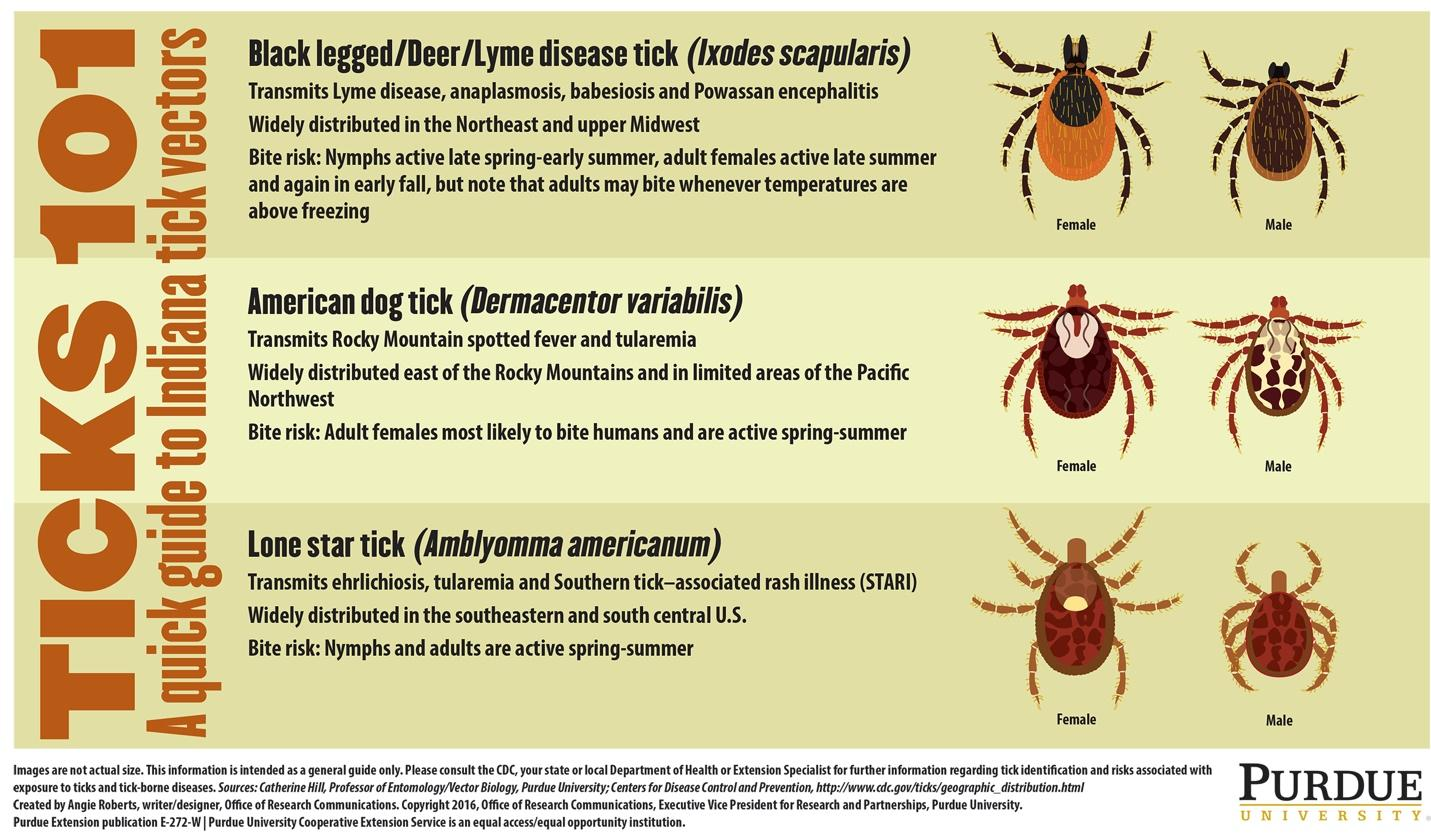 TICKS 101
A quick guide to Indiana tick vectors
Black legged/Deer/Lyme disease tick (Ixodes scapularis)
Transmits Lyme disease, anaplasmosis, babesiosis and Powassan encephalitis
Widely distributed in the Northeast and upper Midwest
Bite risk: Nymphs active late spring-early summer, adult females active late summer
and again in early fall, but note that adults may bite whenever temperatures are
above freezing
Female
Male
American dog tick (Dermacentor variabilis)
Transmits Rocky Mountain spotted fever and tularemia
Widely distributed east of the Rocky Mountains and in limited areas of the Pacific
Northwest
Bite risk: Adult females most likely to bite humans and are active spring-summer
Female
Male
Lone star tick (Amblyomma americanum)
Transmits ehrlichiosis, tularemia and Southern tick–associated rash illness (STARI)
Widely distributed in the southeastern and south central U.S.
Bite risk: Nymphs and adults are active spring-summer
Female
Male
Images are not actual size. This information is intended as a general guide only. Please consult the CDC, your state or local Department of Health or Extension Specialist for further information regarding tick identification and risks associated with
exposure to ticks and tick-borne diseases. Sources: Catherine Hill, Professor of Entomology/Vector Biology, Purdue University; Centers for Disease Control and Prevention, http://www.cdc.gov/ticks/geographic_distribution.html
Created by Angie Roberts, writer/designer, Office of Research Communications. Copyright 2016, Office of Research Communications, Executive Vice President for Research and Partnerships, Purdue University.
Purdue Extension publication E-272-W | Purdue University Cooperative Extension Service is an equal access/equal opportunity institution.
PURDUE
UNIVERSITY